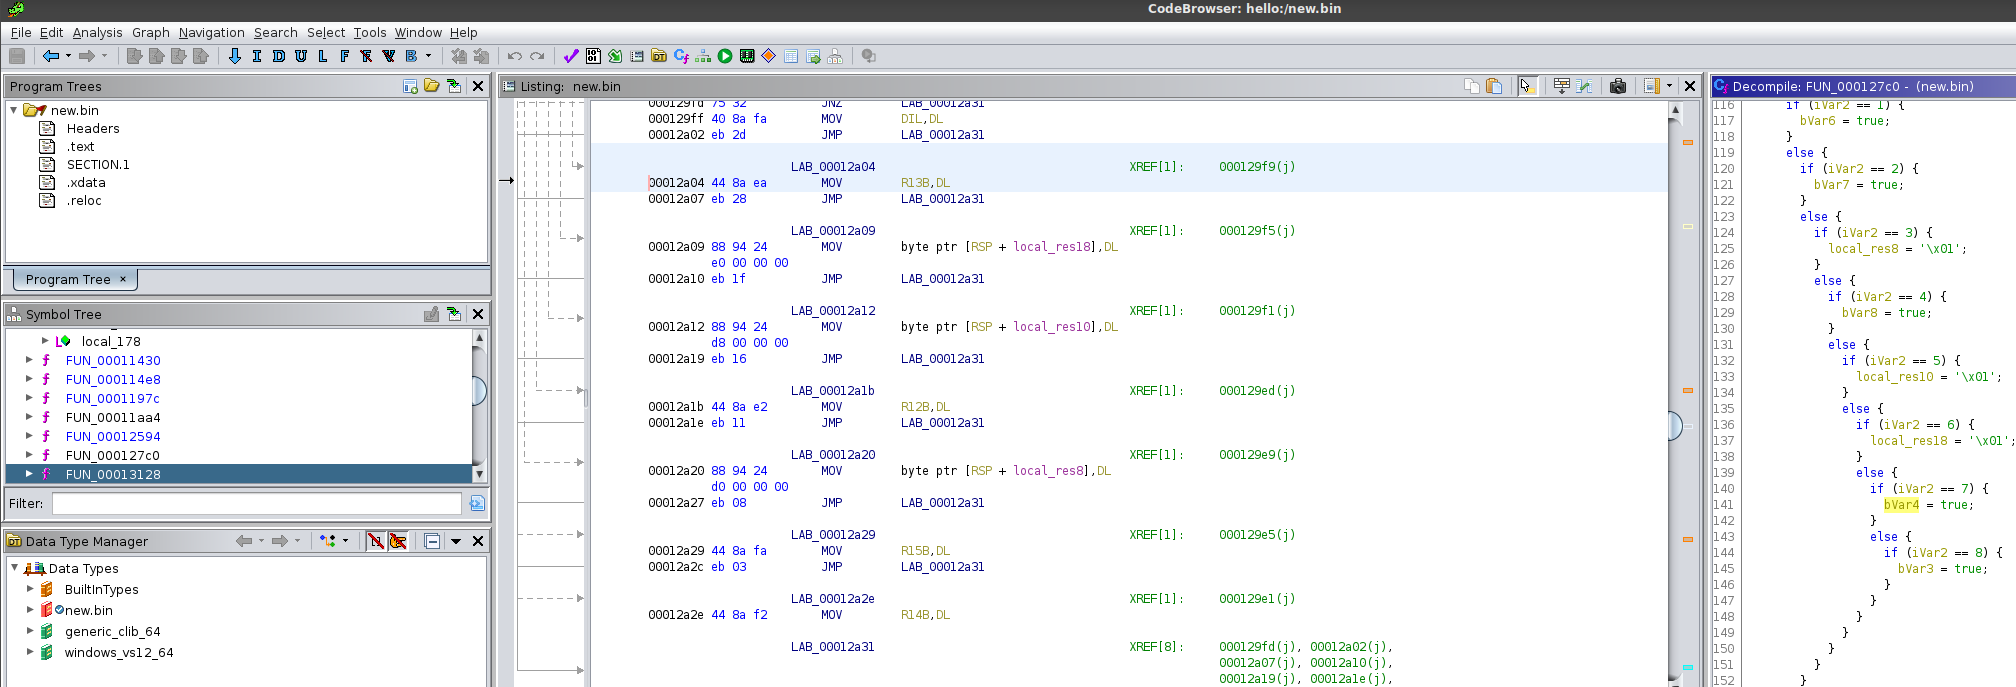 CodeBrowser: hello:/new.bin
File Edit Analysis Graph Navigation Search Select Tools Window Help
I D U L F R V B
Program Trees
new.bin
Headers
.text
SECTION.1
.xdata
.reloc
Program Tree ×
Symbol Tree
local_178
f FUN_00011430
f FUN_000114e8
f FUN_0001197c
f FUN_00011aa4
f FUN_00012594
f FUN_000127c0
f FUN_00013128
Filter:
Data Type Manager
Data Types
BuiltInTypes
new.bin
generic_clib_64
windows_vs12_64
Listing: new.bin
000129fd 75 32 JNZ LAB_00012a31
000129ff 40 8a fa MOV DIL,DL
00012a02 eb 2d JMP LAB_00012a31
LAB_00012a04 XREF[1]: 000129f9(j)
00012a04 44 8a ea MOV R13B,DL
00012a07 eb 28 JMP LAB_00012a31
LAB_00012a09 XREF[1]: 000129f5(j)
00012a09 88 94 24 MOV byte ptr [RSP + local_res18],DL
e0 00 00 00
00012a10 eb 1f JMP LAB_00012a31
LAB_00012a12 XREF[1]: 000129f1(j)
00012a12 88 94 24 MOV byte ptr [RSP + local_res10],DL
d8 00 00 00
00012a19 eb 16 JMP LAB_00012a31
LAB_00012a1b XREF[1]: 000129ed(j)
00012a1b 44 8a e2 MOV R12B,DL
00012a1e eb 11 JMP LAB_00012a31
LAB_00012a20 XREF[1]: 000129e9(j)
00012a20 88 94 24 MOV byte ptr [RSP + local_res8],DL
d0 00 00 00
00012a27 eb 08 JMP LAB_00012a31
LAB_00012a29 XREF[1]: 000129e5(j)
00012a29 44 8a fa MOV R15B,DL
00012a2c eb 03 JMP LAB_00012a31
LAB_00012a2e XREF[1]: 000129e1(j)
00012a2e 44 8a f2 MOV R14B,DL
LAB_00012a31 XREF[8]: 000129fd(j), 00012a02(j),
00012a07(j), 00012a10(j),
00012a19(j), 00012a1e(j),
Decompile: FUN_000127c0 - (new.bin)
116 if (iVar2 == 1) {
117 bVar6 = true;
118 }
119 else {
120 if (iVar2 == 2) {
121 bVar7 = true;
122 }
123 else {
124 if (iVar2 == 3) {
125 local_res8 = '\x01';
126 }
127 else {
128 if (iVar2 == 4) {
129 bVar8 = true;
130 }
131 else {
132 if (iVar2 == 5) {
133 local_res10 = '\x01';
134 }
135 else {
136 if (iVar2 == 6) {
137 local_res18 = '\x01';
138 }
139 else {
140 if (iVar2 == 7) {
141 bVar4 = true;
142 }
143 else {
144 if (iVar2 == 8) {
145 bVar3 = true;
146 }
147 }
148 }
149 }
150 }
151 }
152 }